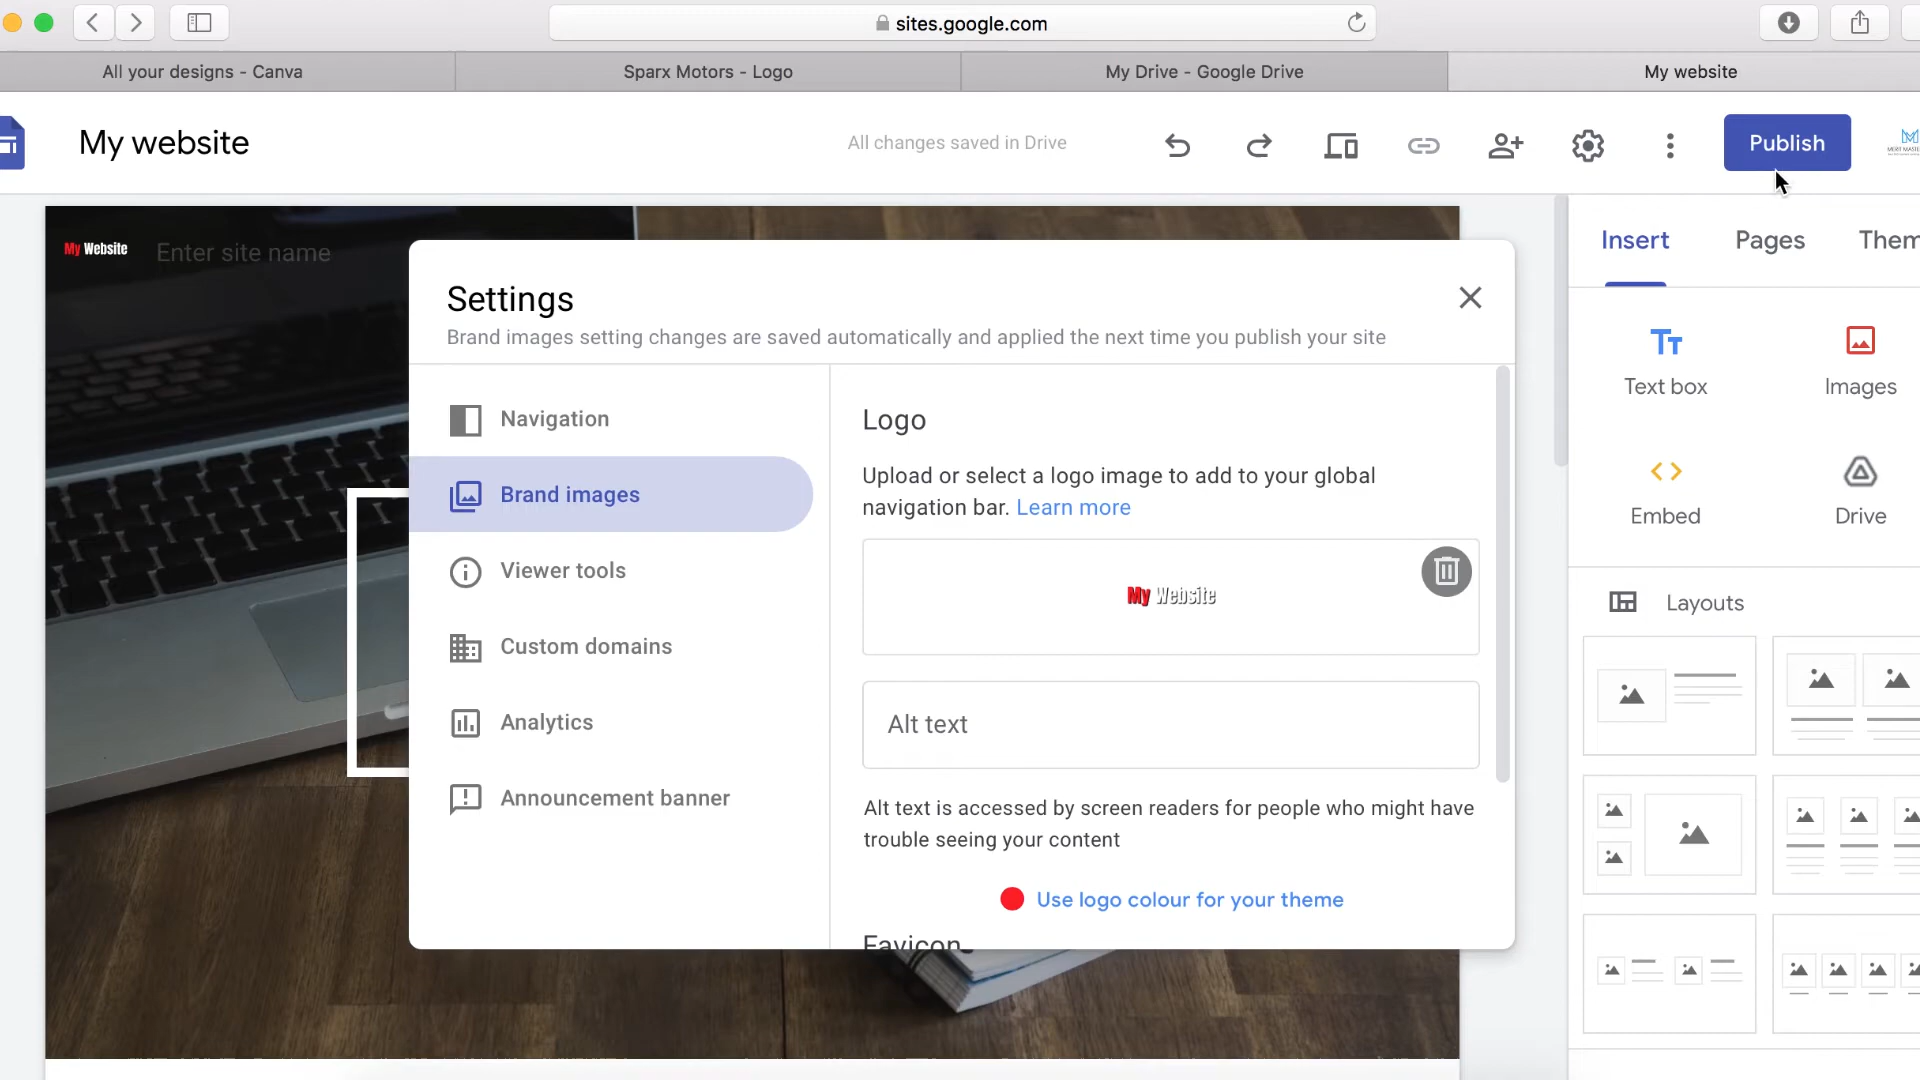 sites.google.com
All your designs - Canva
Sparx Motors - Logo
My Drive - Google Drive
My website
My website
All changes saved in Drive
Publish
My Website
Enter site name
Insert
Pages
Them
Settings
Brand images setting changes are saved automatically and applied the next time you publish your site
Text box
Images
Navigation
Logo
Brand images
Upload or select a logo image to add to your global
navigation bar. Learn more
Embed
Drive
Viewer tools
My Website
Layouts
Custom domains
Analytics
Alt text
Announcement banner
Alt text is accessed by screen readers for people who might have
trouble seeing your content
Use logo colour for your theme
Favicon